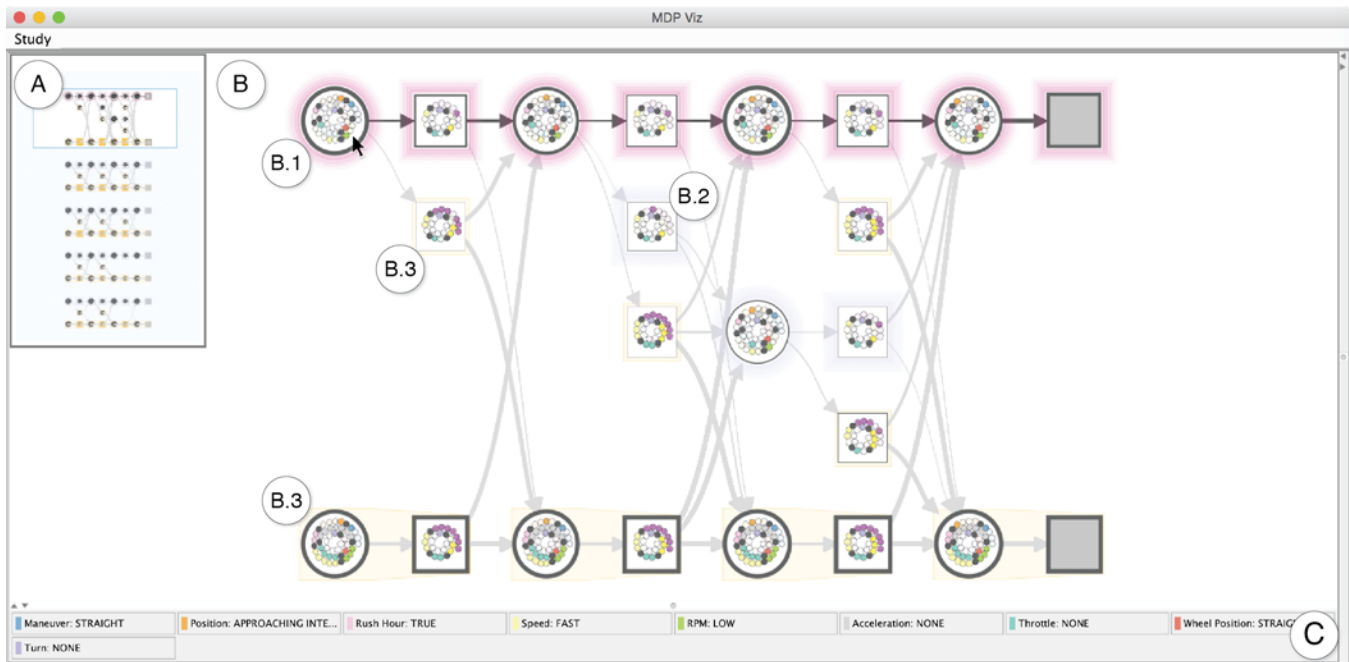 MDP Viz
Study
A
B
B.1
B.2
B.3
B.3
Maneuver: STRAIGHT
Position: APPROACHING INTE...
Rush Hour: TRUE
Speed: FAST
RPM: LOW
Acceleration: NONE
Throttle: NONE
Wheel Position: STRAIG
C
Turn: NONE